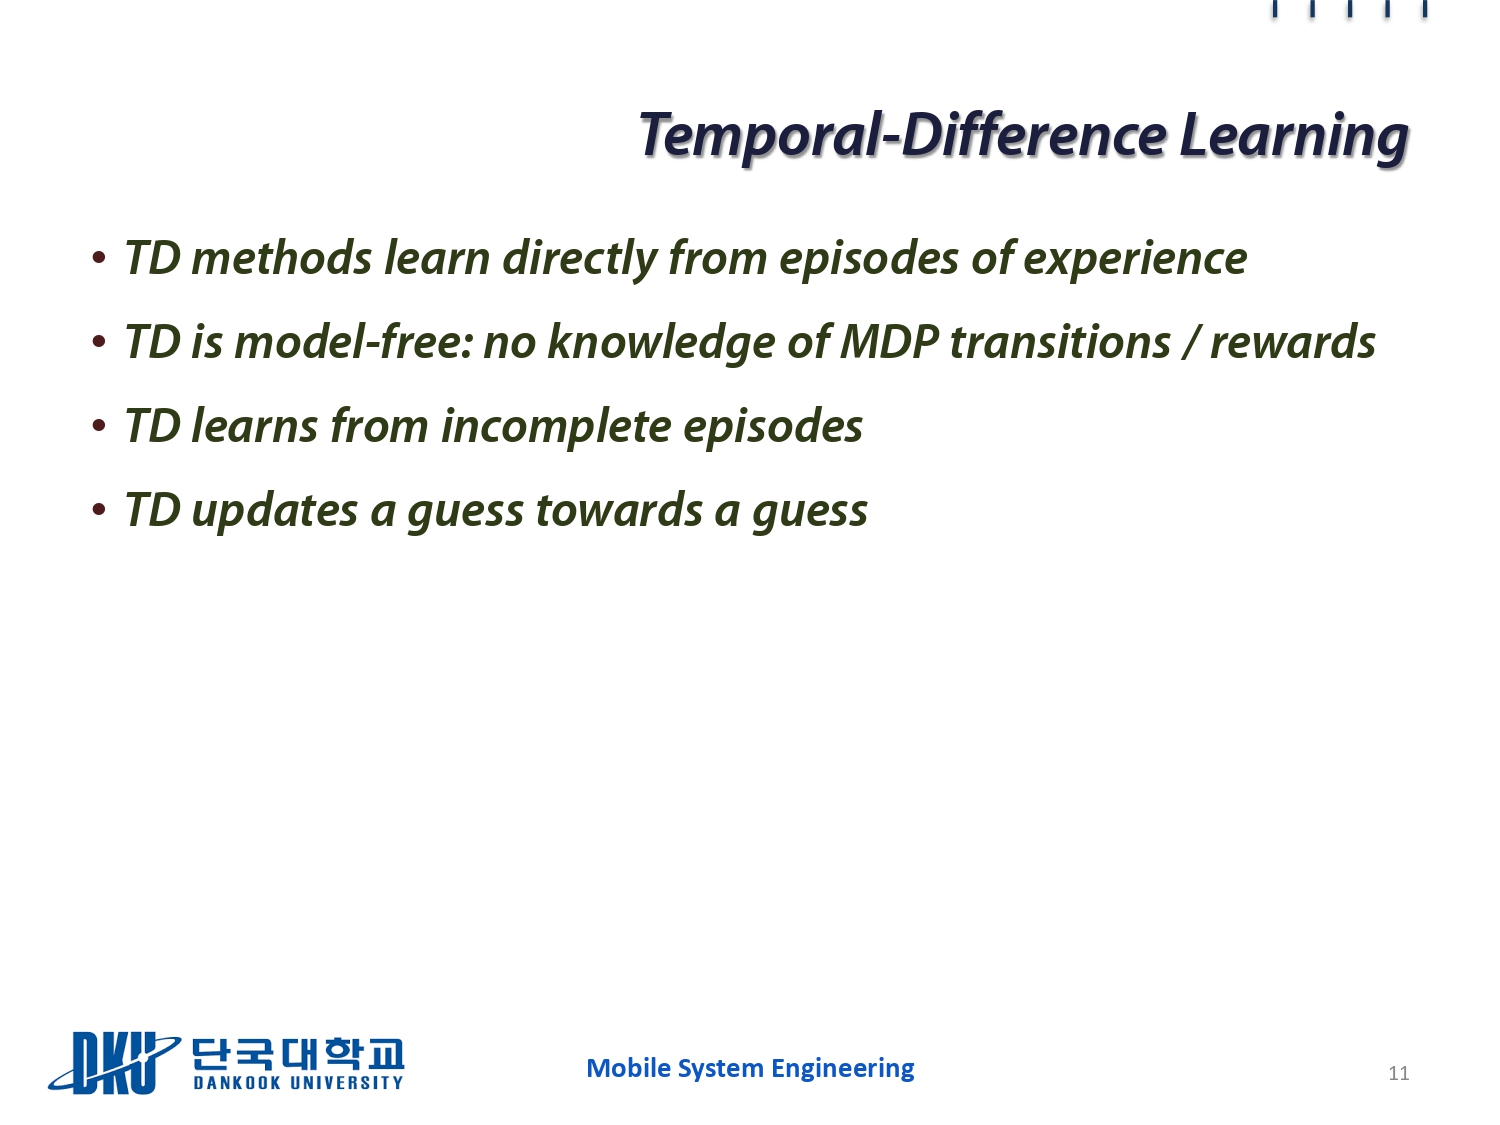 Temporal-Difference Learning
• TD methods learn directly from episodes of experience
• TD is model-free: no knowledge of MDP transitions / rewards
• TD learns from incomplete episodes
• TD updates a guess towards a guess
DKU 단국대학교
DANKOOK UNIVERSITY
Mobile System Engineering
11